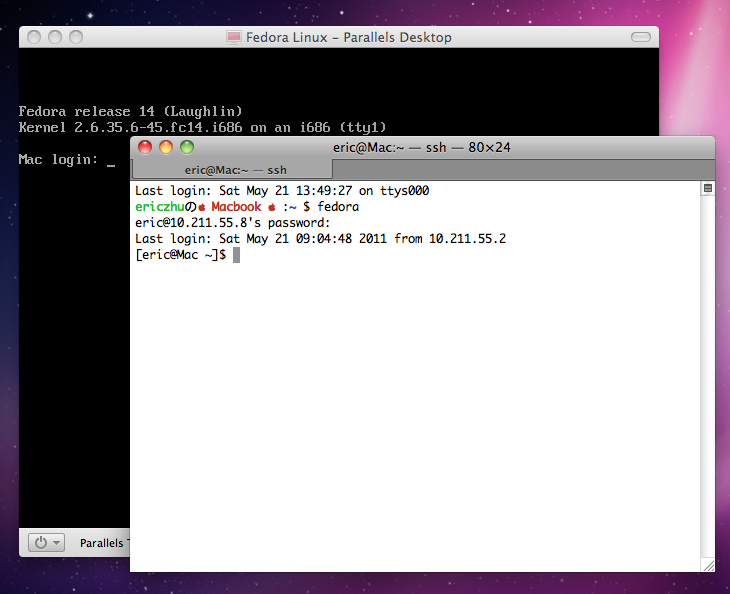 Fedora Linux – Parallels Desktop
Fedora release 14 (Laughlin)
Kernel 2.6.35.6-45.fc14.i686 on an i686 (tty1)
Mac login: _
eric@Mac:~ — ssh — 80×24
eric@Mac:~ — ssh
Last login: Sat May 21 13:49:27 on ttys000
ericzhuの Macbook  :~ $ fedora
eric@10.211.55.8's password:
Last login: Sat May 21 09:04:48 2011 from 10.211.55.2
[eric@Mac ~]$
Parallels